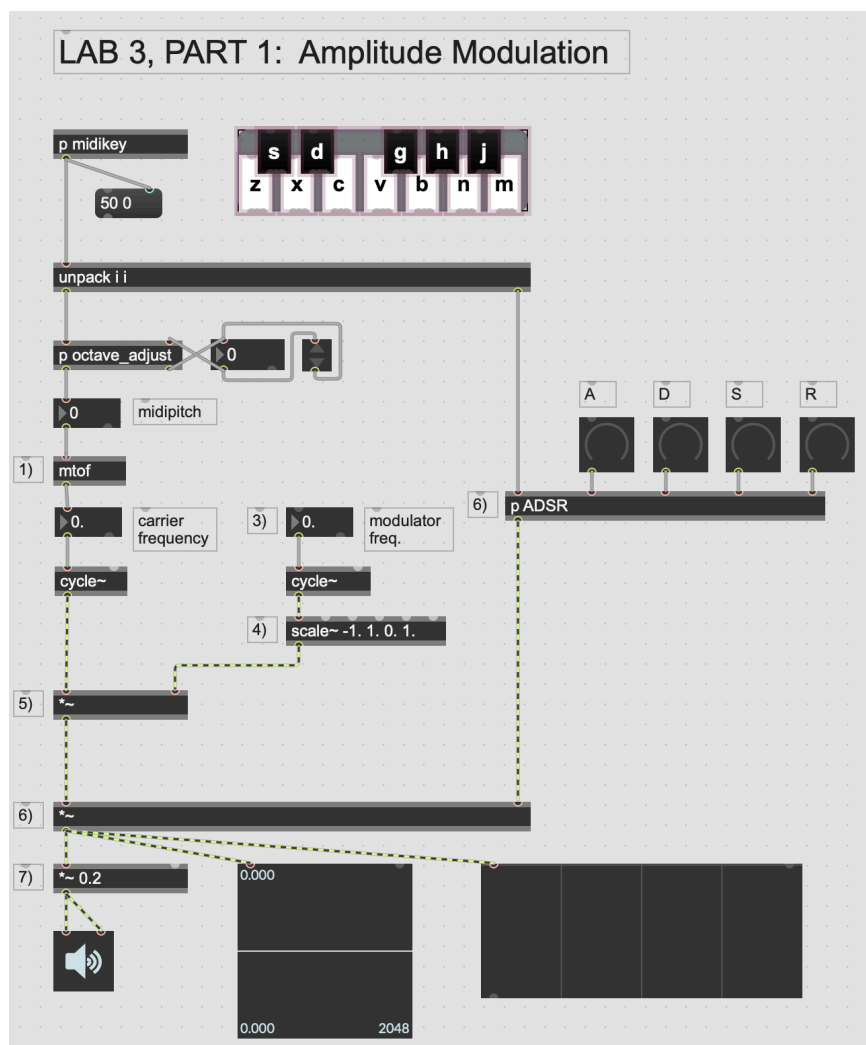 LAB 3, PART 1:  Amplitude Modulation
p midikey
50 0
s d g h j
z x c v b n m
unpack i i
p octave_adjust
0
0
midipitch
A D S R
1)
mtof
6)
p ADSR
0.
carrier
frequency
3)
0.
modulator
freq.
cycle~
cycle~
4)
scale~ -1. 1. 0. 1.
5)
*~
6)
*~
7)
*~ 0.2
0.000
0.000 2048